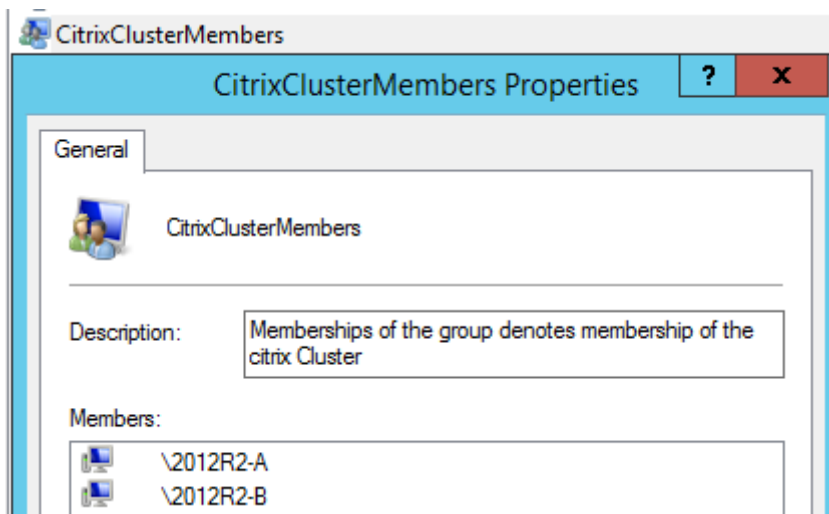 CitrixClusterMembers
CitrixClusterMembers Properties
?
x
General
CitrixClusterMembers
Description:
Memberships of the group denotes membership of the
citrix Cluster
Members:
\2012R2-A
\2012R2-B